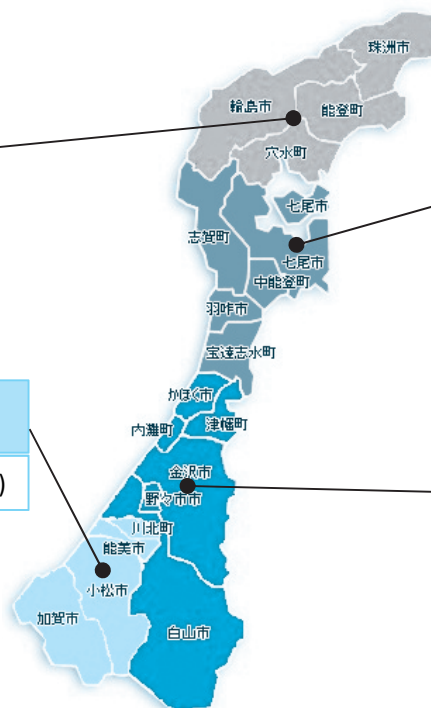 珠洲市
輪島市
能登町
穴水町
七尾市
志賀町
七尾市
中能登町
羽咋市
宝達志水町
かほく市
津幡町
内灘町
金沢市
)
野々市市
川北町
能美市
小松市
加賀市
白山市